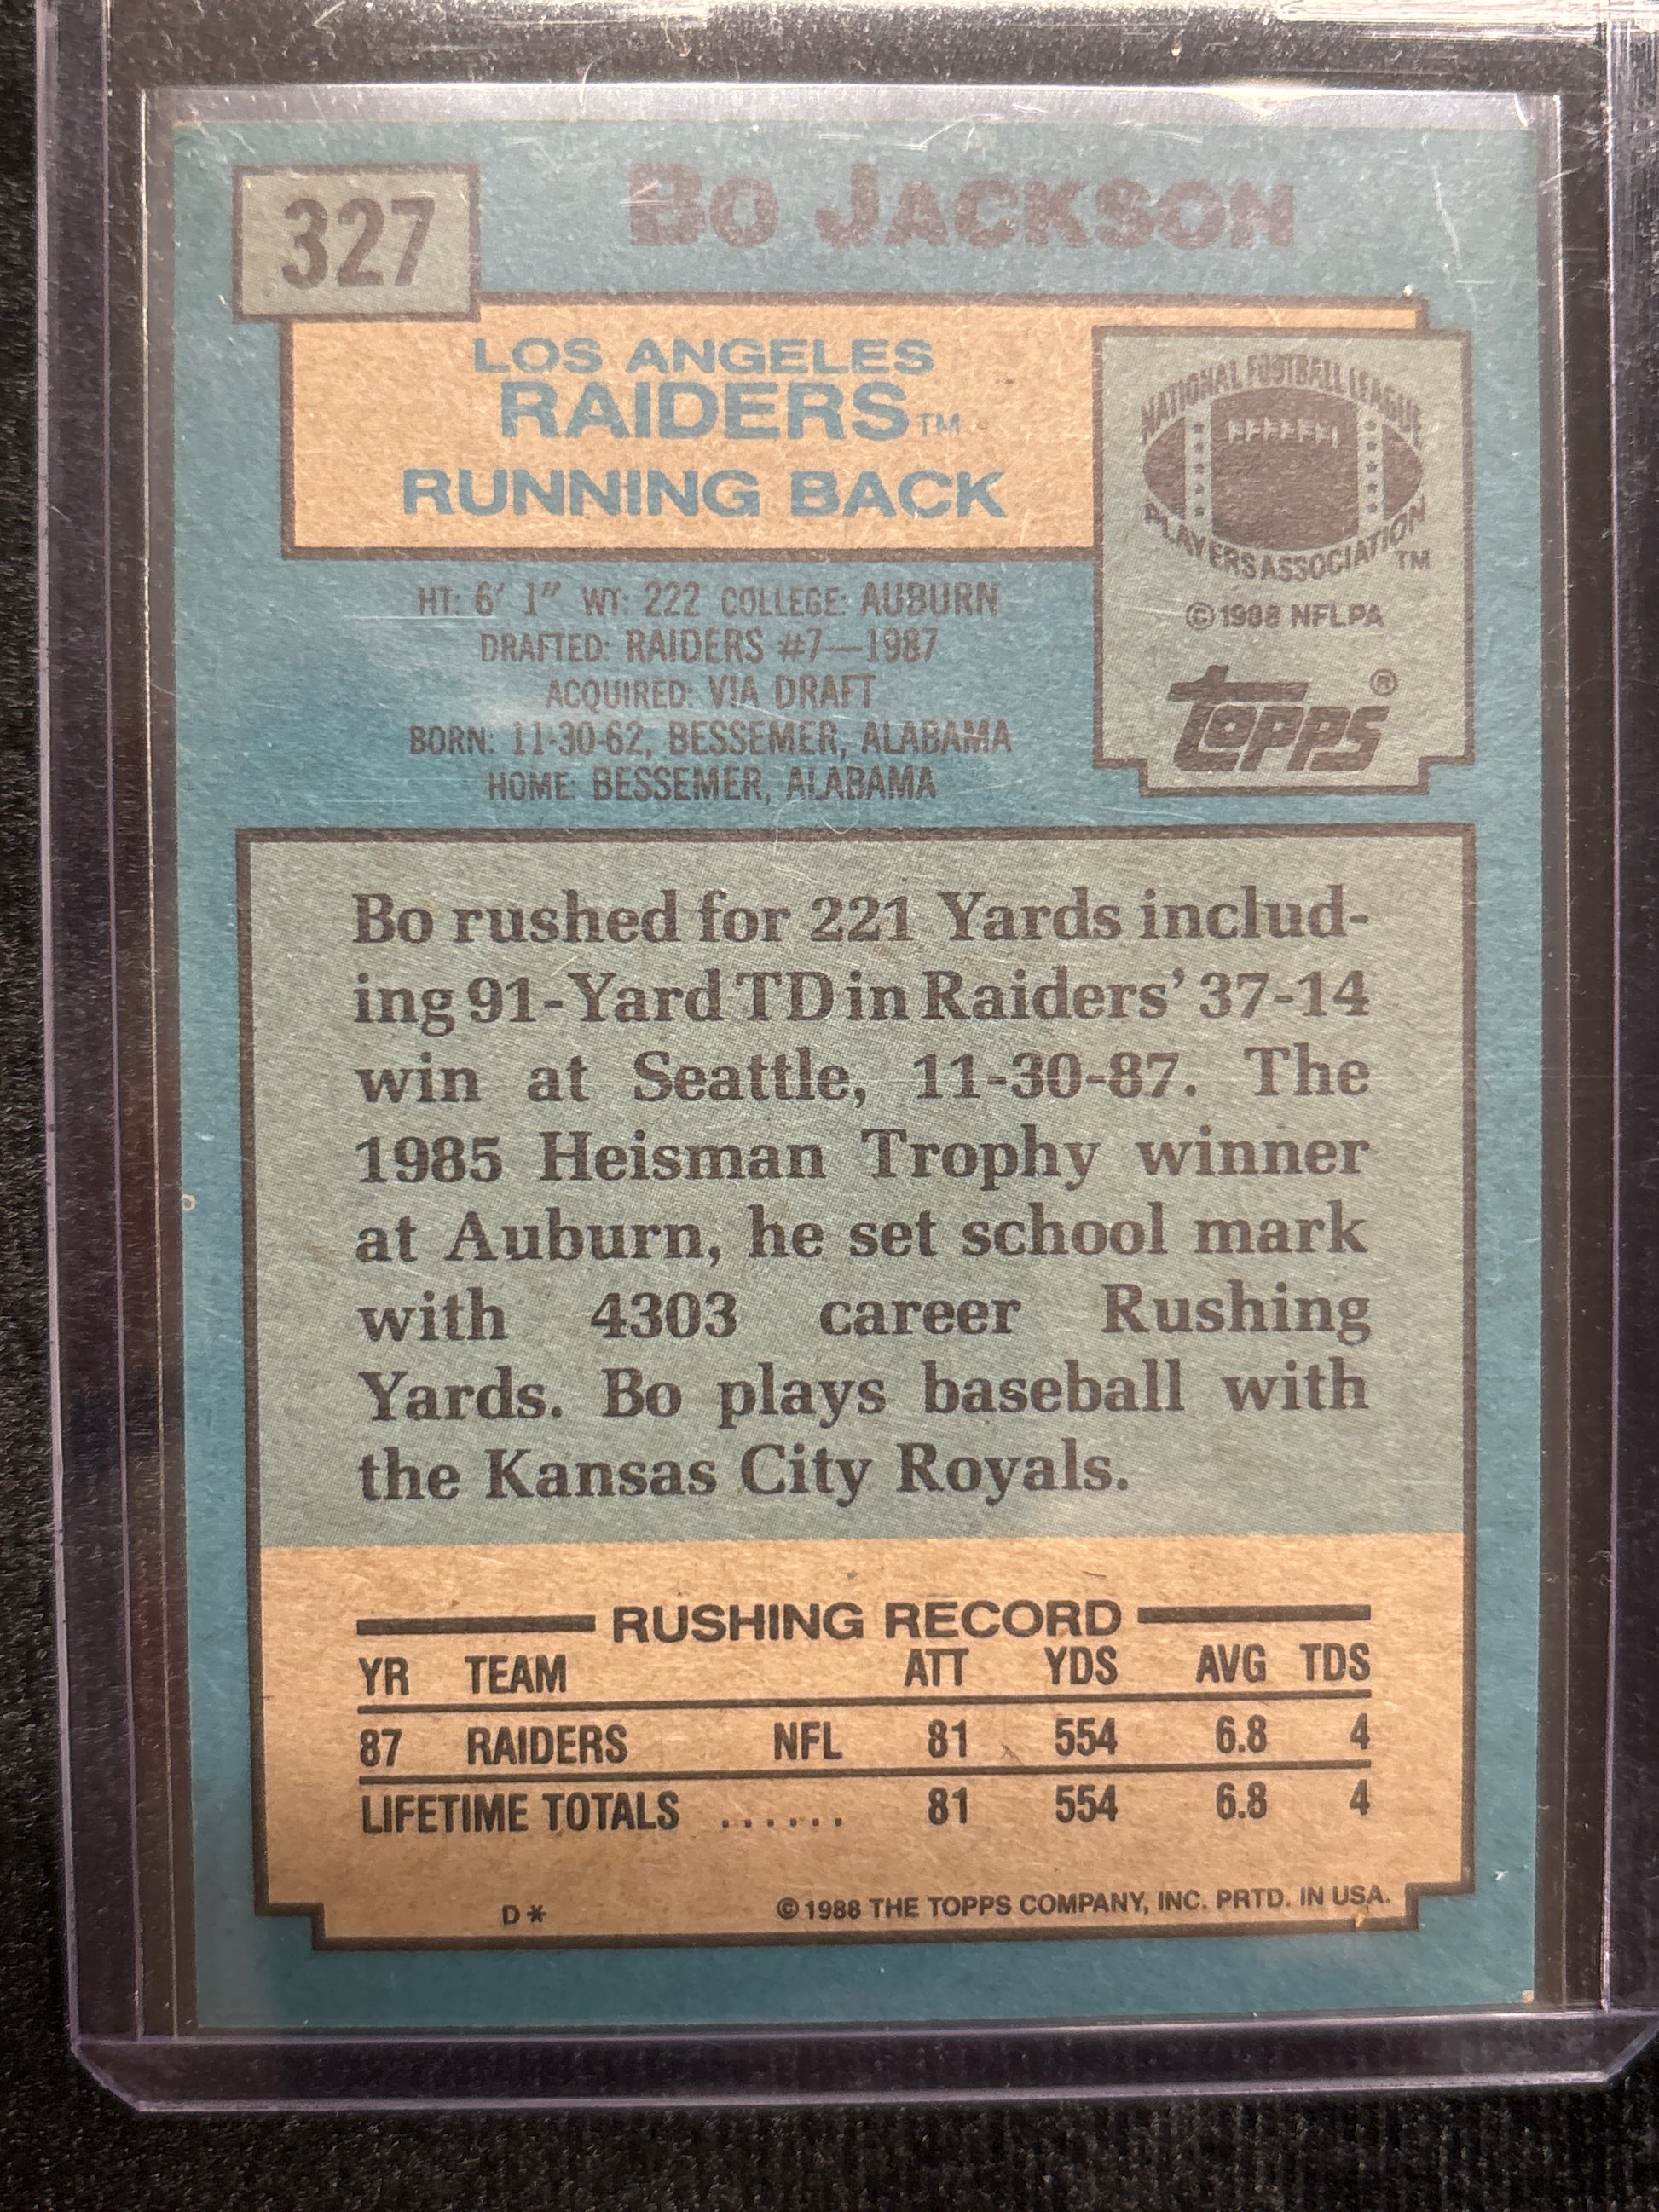 327
BO JACKSON
LOS ANGELES
RAIDERS TM
RUNNING BACK
NATIONAL FOOTBALL LEAGUE
PLAYERS ASSOCIATION TM
©1988 NFLPA
topps®
HT: 6' 1" WT: 222 COLLEGE: AUBURN
DRAFTED: RAIDERS #7—1987
ACQUIRED: VIA DRAFT
BORN: 11-30-62, BESSEMER, ALABAMA
HOME: BESSEMER, ALABAMA
Bo rushed for 221 Yards includ-
ing 91-Yard TD in Raiders' 37-14
win at Seattle, 11-30-87. The
1985 Heisman Trophy winner
at Auburn, he set school mark
with 4303 career Rushing
Yards. Bo plays baseball with
the Kansas City Royals.
RUSHING RECORD
YR TEAM ATT YDS AVG TDS
87 RAIDERS NFL 81 554 6.8 4
LIFETIME TOTALS ...... 81 554 6.8 4
D* ©1988 THE TOPPS COMPANY, INC. PRTD. IN USA.